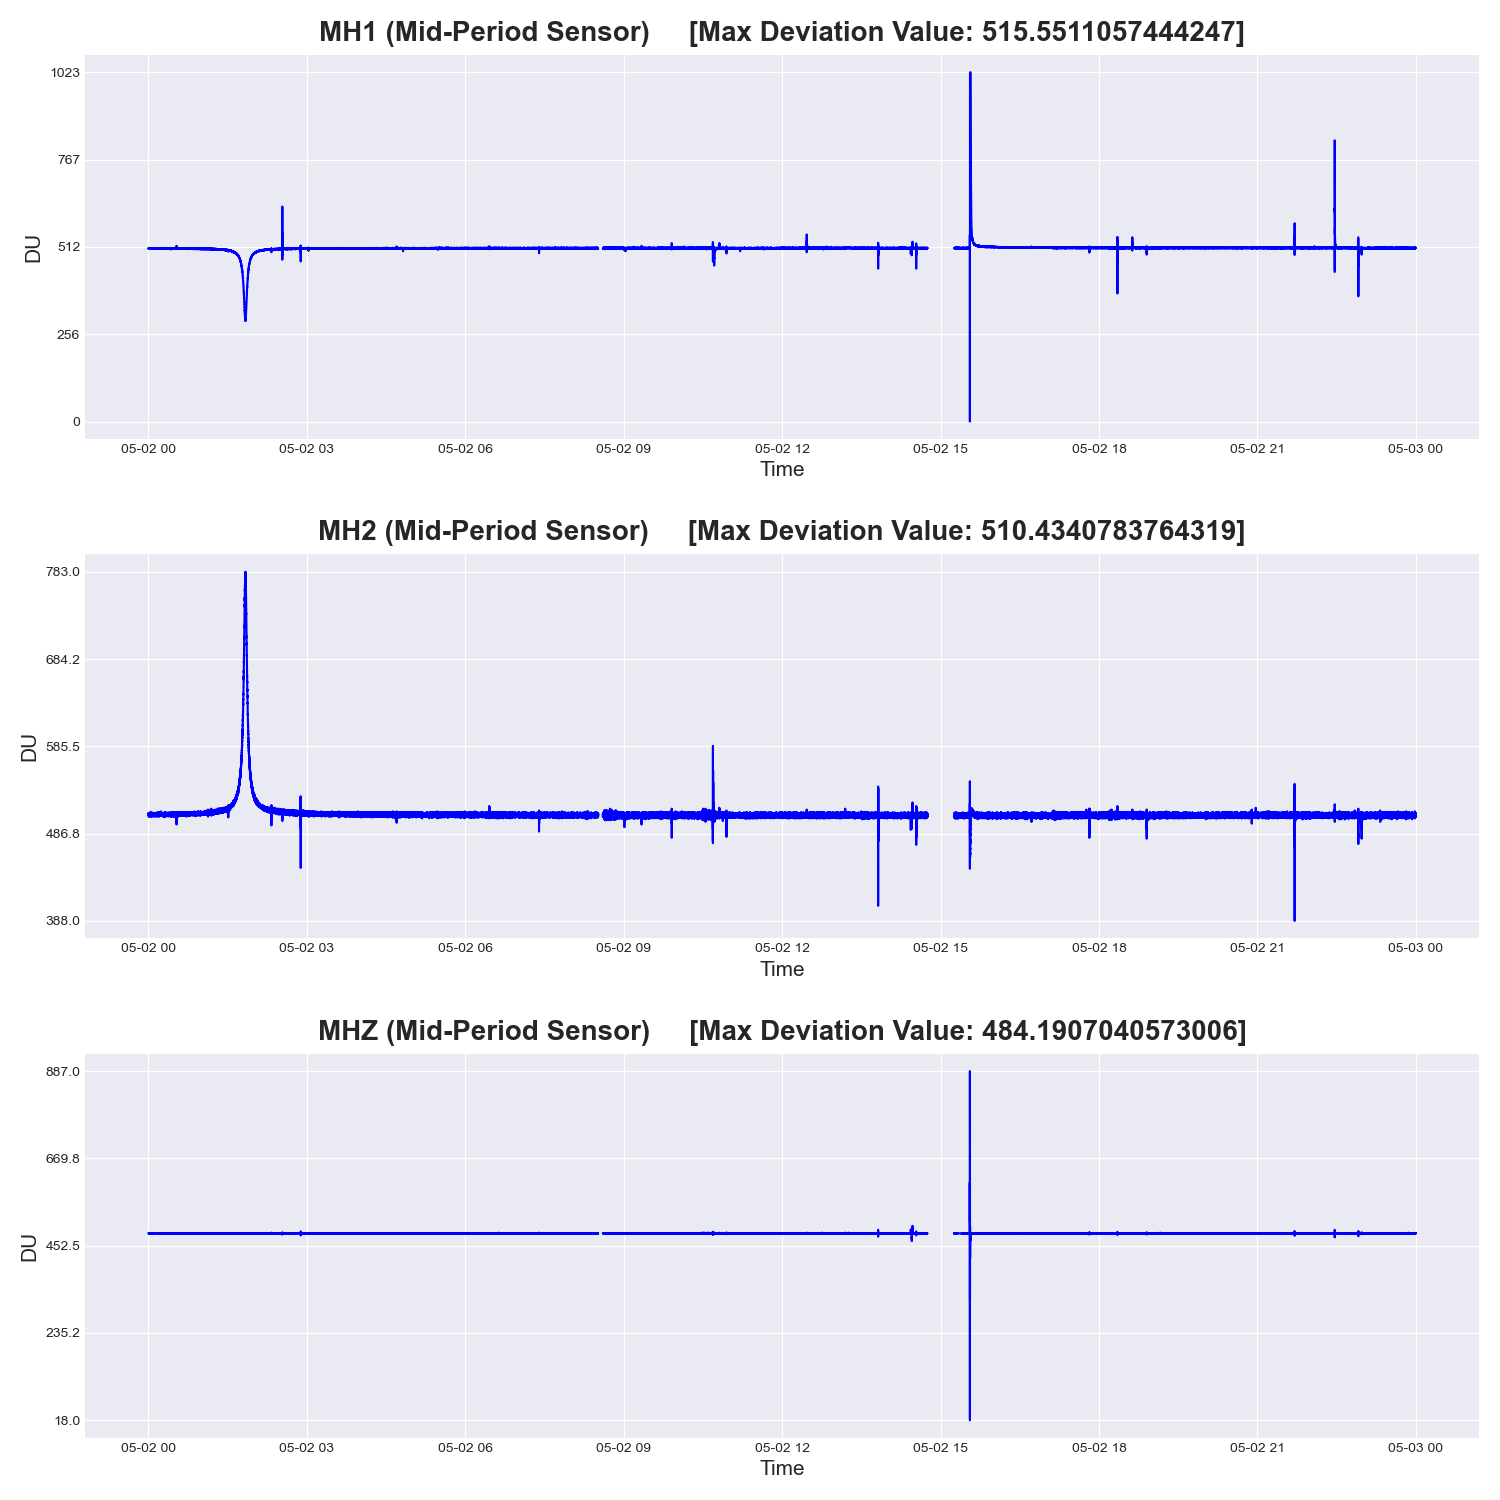 MH1 (Mid-Period Sensor) [Max Deviation Value: 515.5511057444247]
1023
767
512
256
0
DU
05-02 00 05-02 03 05-02 06 05-02 09 05-02 12 05-02 15 05-02 18 05-02 21 05-03 00
Time
MH2 (Mid-Period Sensor) [Max Deviation Value: 510.4340783764319]
783.0
684.2
585.5
486.8
388.0
DU
05-02 00 05-02 03 05-02 06 05-02 09 05-02 12 05-02 15 05-02 18 05-02 21 05-03 00
Time
MHZ (Mid-Period Sensor) [Max Deviation Value: 484.1907040573006]
887.0
669.8
452.5
235.2
18.0
DU
05-02 00 05-02 03 05-02 06 05-02 09 05-02 12 05-02 15 05-02 18 05-02 21 05-03 00
Time